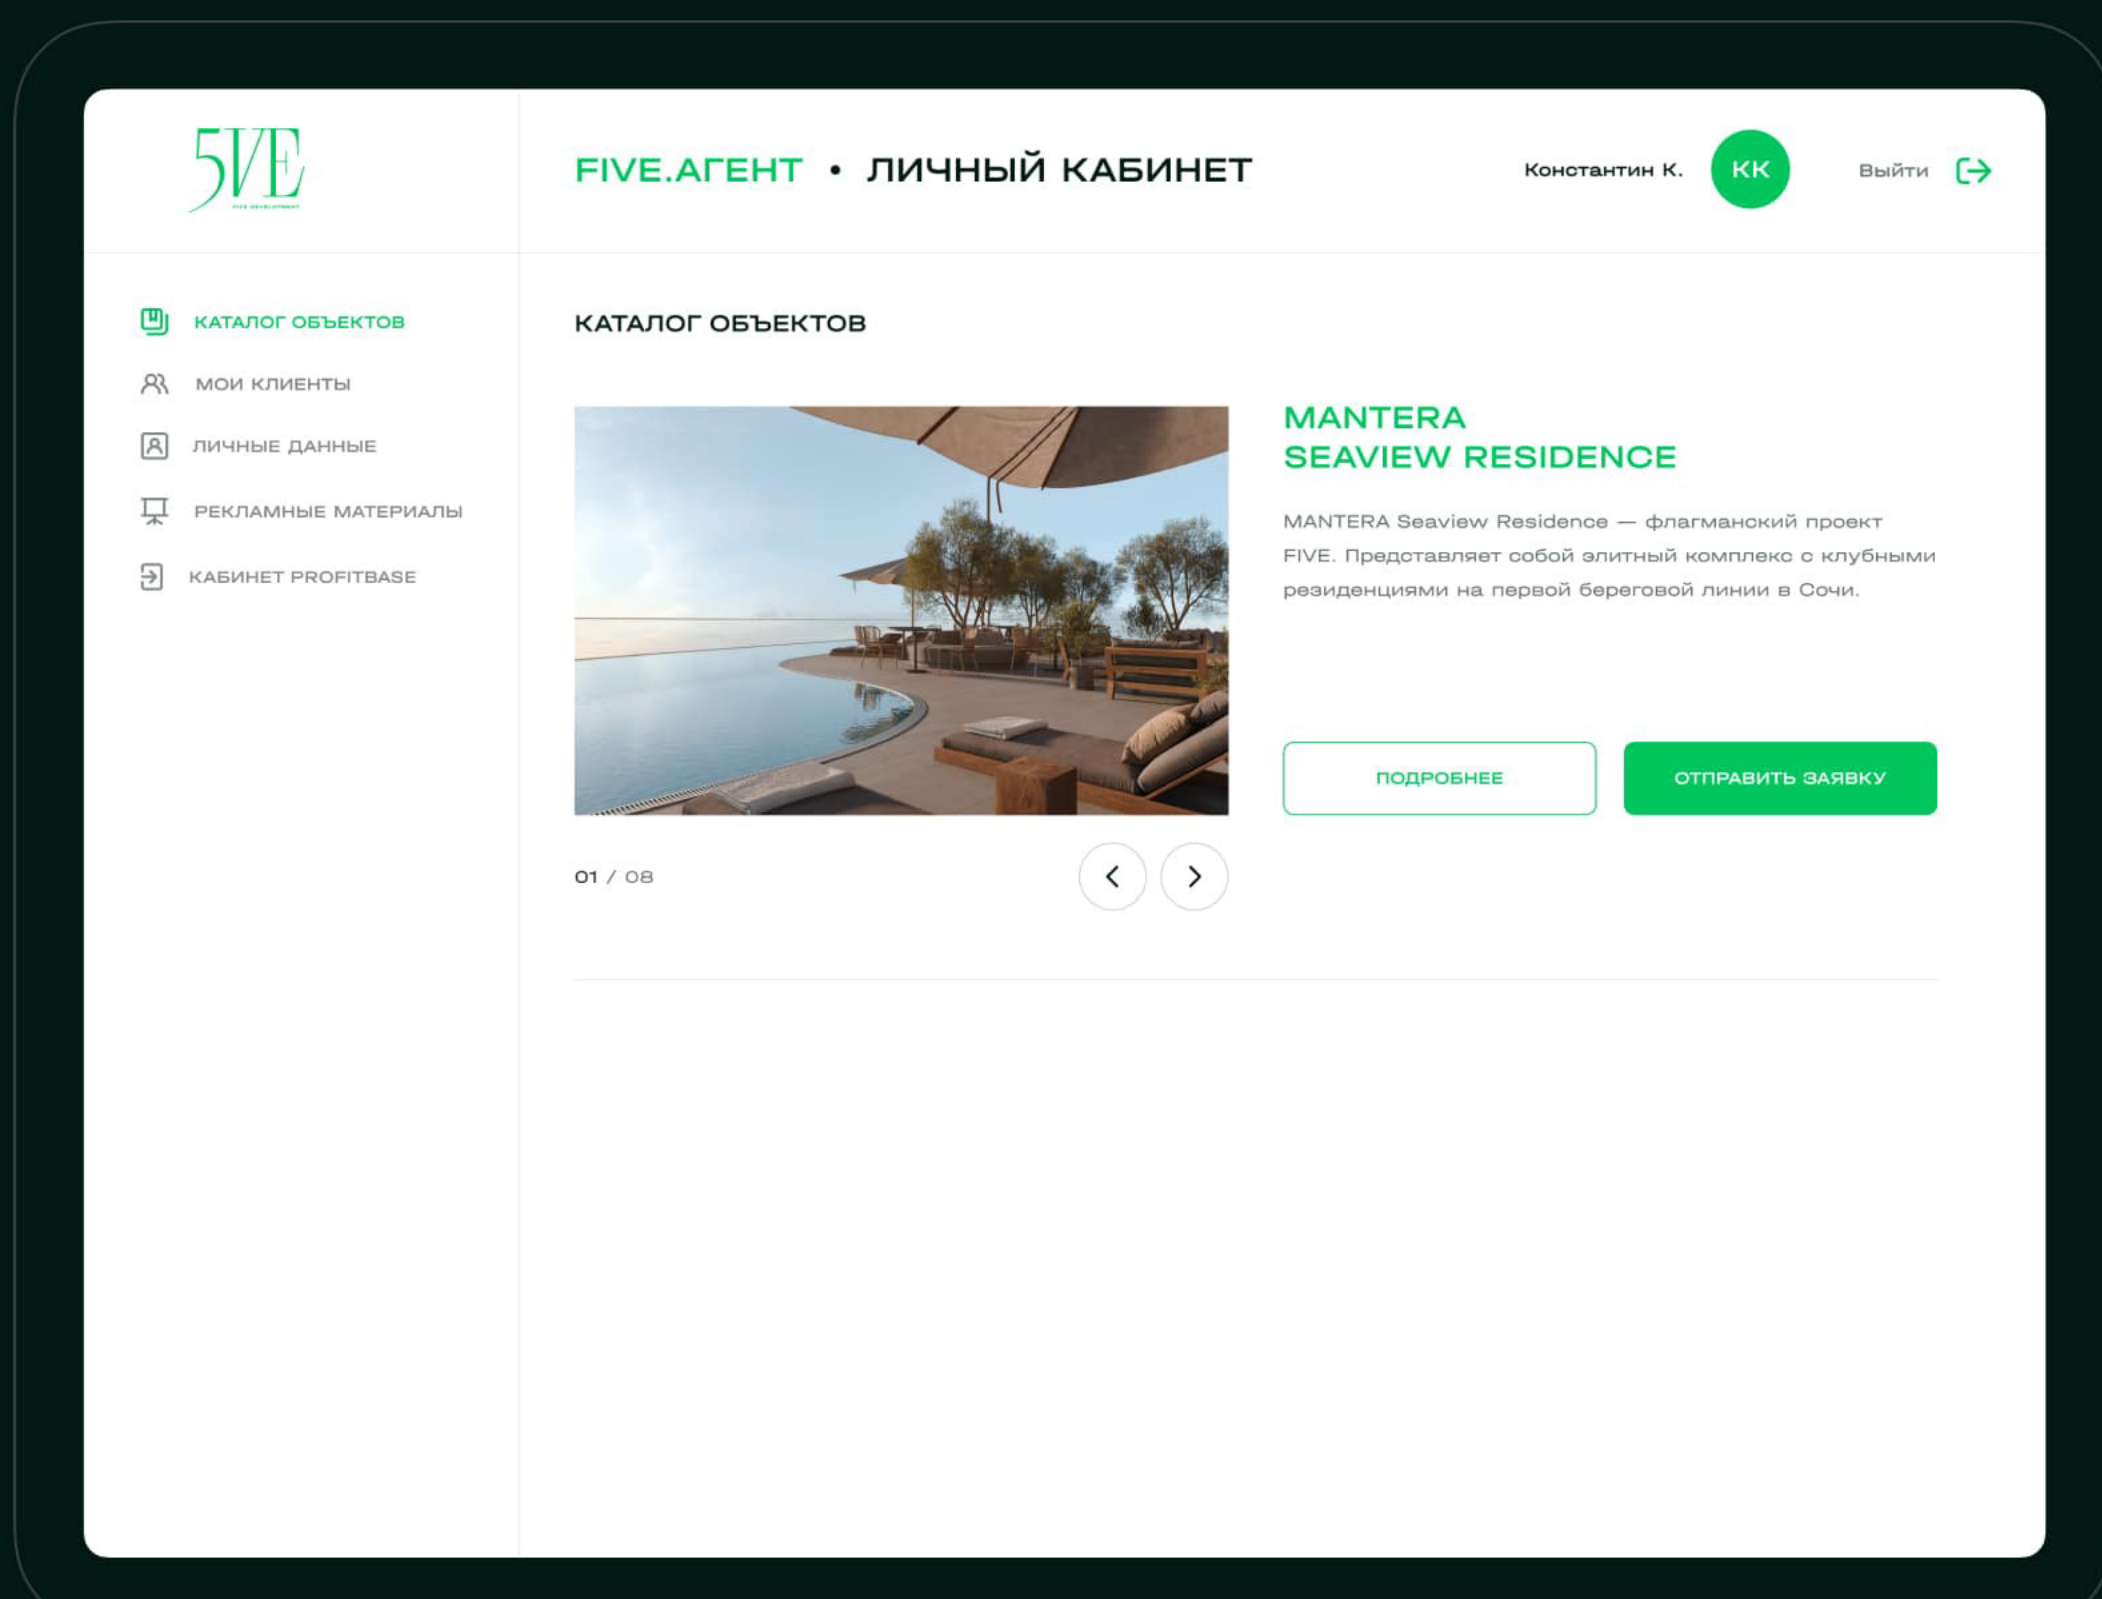 5VE
FIVE DEVELOPMENT
FIVE.АГЕНТ • ЛИЧНЫЙ КАБИНЕТ
Константин К.
КК
Выйти
КАТАЛОГ ОБЪЕКТОВ
МОИ КЛИЕНТЫ
ЛИЧНЫЕ ДАННЫЕ
РЕКЛАМНЫЕ МАТЕРИАЛЫ
КАБИНЕТ PROFITBASE
КАТАЛОГ ОБЪЕКТОВ
MANTERA
SEAVIEW RESIDENCE
MANTERA Seaview Residence — флагманский проект
FIVE. Представляет собой элитный комплекс с клубными
резиденциями на первой береговой линии в Сочи.
ПОДРОБНЕЕ
ОТПРАВИТЬ ЗАЯВКУ
01 / 08